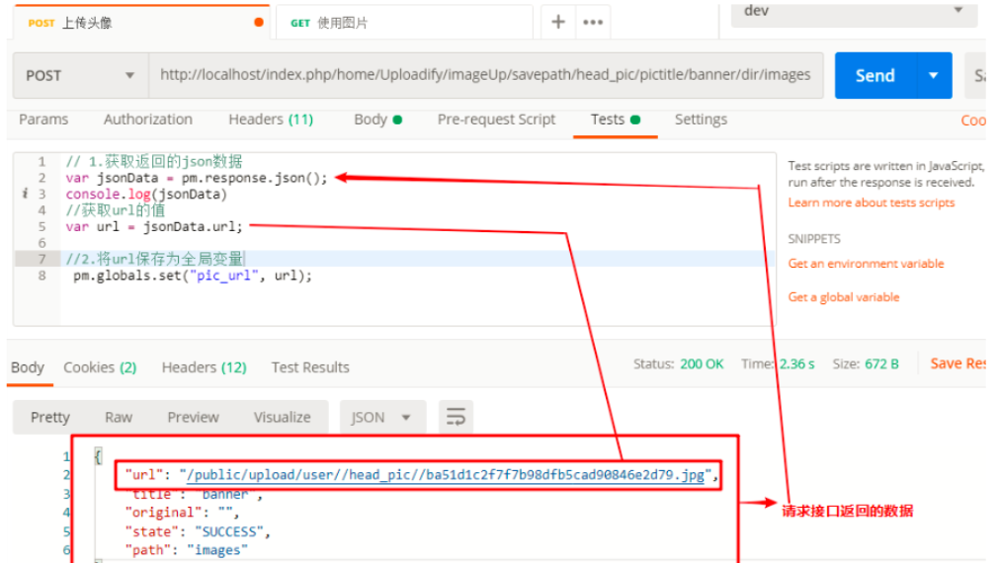 POST 上传头像
GET 使用图片
+ •••
dev
POST
http://localhost/index.php/home/Uploadify/imageUp/savepath/head_pic/pictitle/banner/dir/images
Send
Sa
Params Authorization Headers (11) Body Pre-request Script Tests Settings
Coo
1 // 1.获取返回的json数据
2 var jsonData = pm.response.json();
i 3 console.log(jsonData)
4 //获取url的值
5 var url = jsonData.url;
6
7 //2.将url保存为全局变量
8 pm.globals.set("pic_url", url);
Test scripts are written in JavaScript,
run after the response is received.
Learn more about tests scripts
SNIPPETS
Get an environment variable
Get a global variable
Body Cookies (2) Headers (12) Test Results
Status: 200 OK Time: 2.36 s Size: 672 B
Save Res
Pretty Raw Preview Visualize JSON
1 {
2 "url": "/public/upload/user//head_pic//ba51d1c2f7f7b98dfb5cad90846e2d79.jpg",
3 "title": "banner",
4 "original": "",
5 "state": "SUCCESS",
6 "path": "images"
请求接口返回的数据